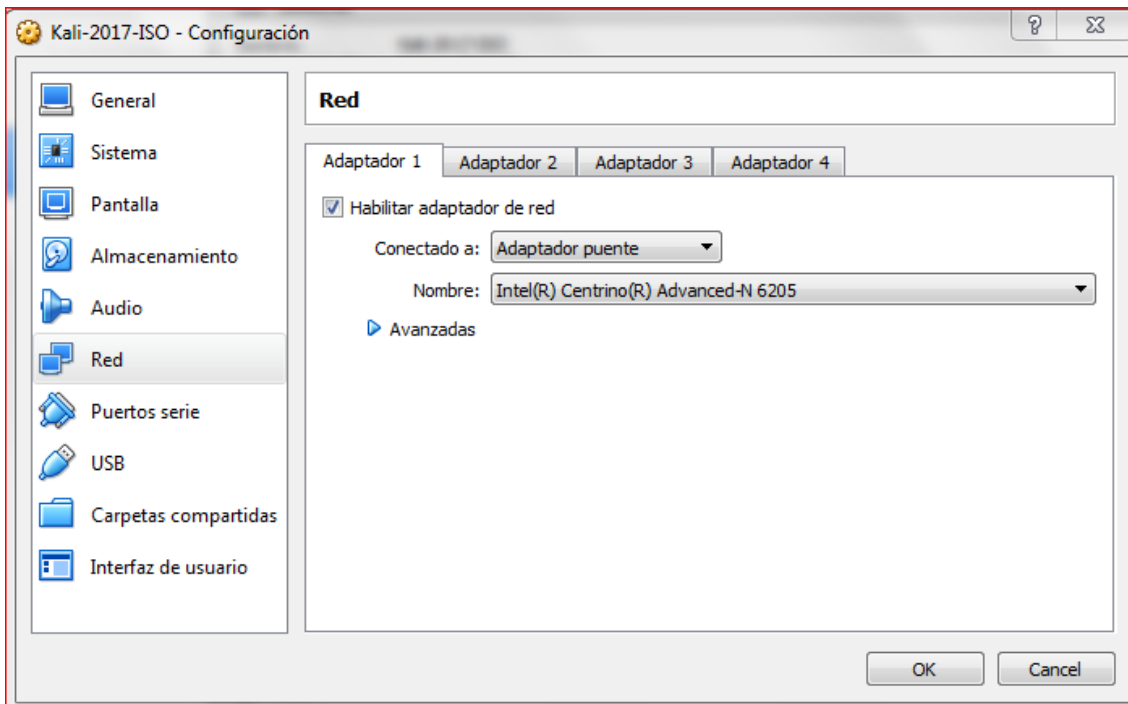 Kali-2017-ISO - Configuración
General
Sistema
Pantalla
Almacenamiento
Audio
Red
Puertos serie
USB
Carpetas compartidas
Interfaz de usuario
Red
Adaptador 1 Adaptador 2 Adaptador 3 Adaptador 4
Habilitar adaptador de red
Conectado a: Adaptador puente
Nombre: Intel(R) Centrino(R) Advanced-N 6205
Avanzadas
OK Cancel